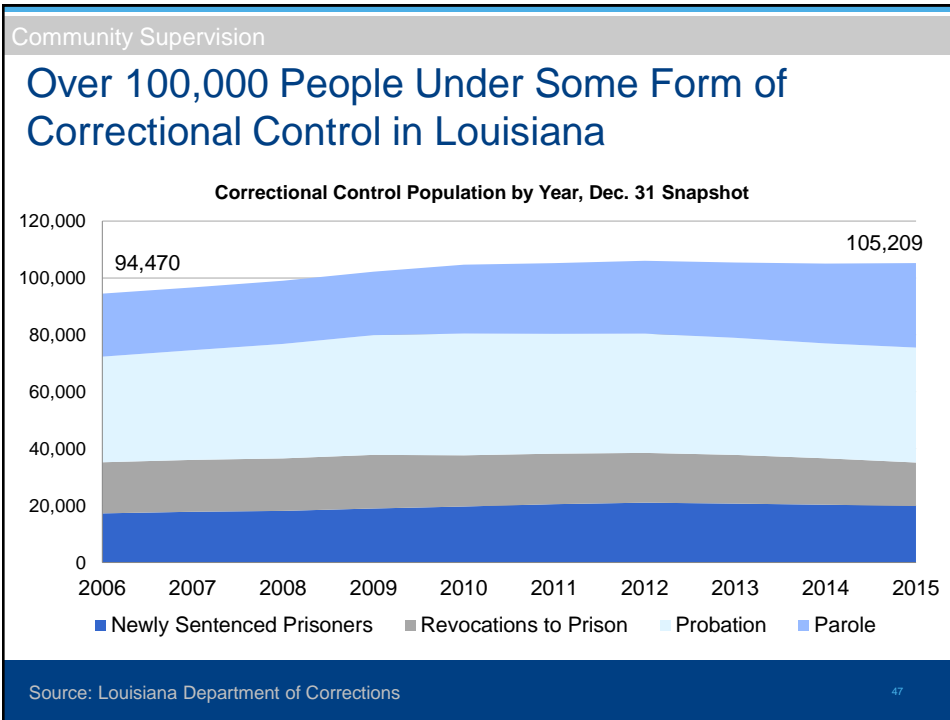 Community Supervision
Over 100,000 People Under Some Form of
Correctional Control in Louisiana
Correctional Control Population by Year, Dec. 31 Snapshot
120,000
100,000
80,000
60,000
40,000
20,000
0
94,470
105,209
2006 2007 2008 2009 2010 2011 2012 2013 2014 2015
Newly Sentenced Prisoners Revocations to Prison Probation Parole
Source: Louisiana Department of Corrections
47